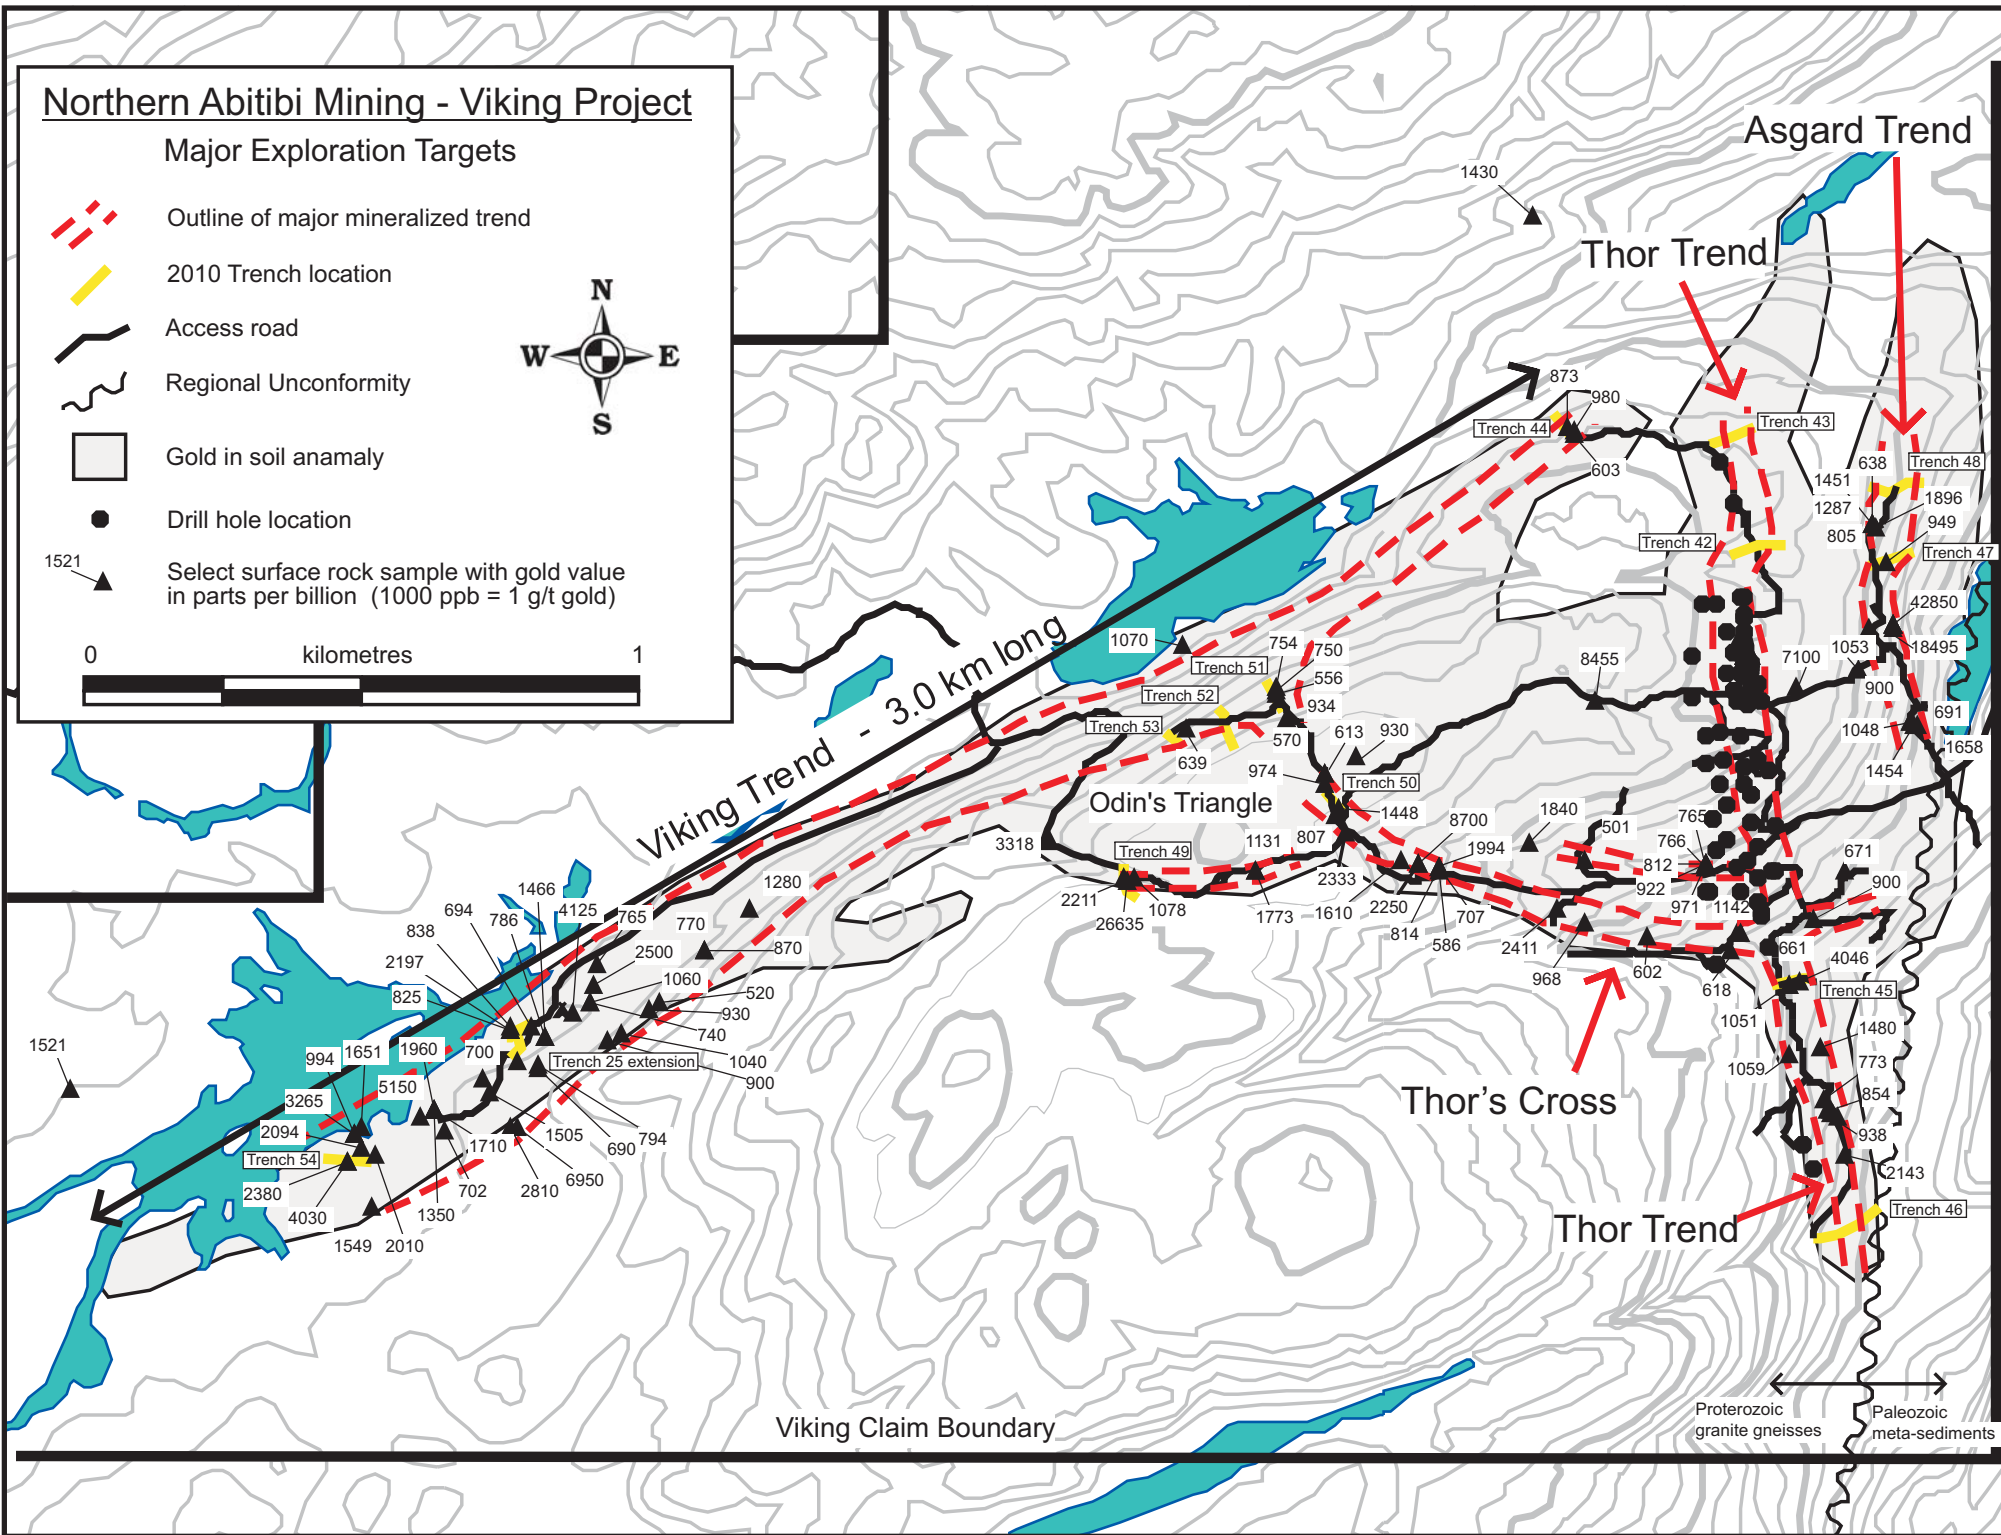 Northern Abitibi Mining - Viking Project
Major Exploration Targets
Outline of major mineralized trend
2010 Trench location
Access road
Regional Unconformity
Gold in soil anamaly
Drill hole location
1521
Select surface rock sample with gold value
in parts per billion (1000 ppb = 1 g/t gold)
N
W
E
S
0
kilometres
1
Asgard Trend
1430
Thor Trend
873
980
Trench 44
603
Trench 43
638
Trench 48
1451
1287
1896
805
949
Trench 42
Trench 47
42850
1053
18495
7100
8455
900
691
1048
1658
1454
Viking Trend - 3.0 km long
1070
754
750
Trench 51
556
Trench 52
934
Trench 53
570
613
930
639
974
Trench 50
Odin's Triangle
1448
807
8700
1840
501
765
766
1994
812
671
3318
1131
Trench 49
2333
922
900
971
1142
2211
1078
26635
1773
1610
2250
707
814
586
2411
968
602
618
661
4046
Trench 45
1051
1480
1059
773
854
938
2143
Trench 46
Thor's Cross
Thor Trend
1280
1466
694
4125
786
765
770
838
2500
870
2197
1060
825
520
930
740
1521
994
1651
1960
700
Trench 25 extension
1040
900
5150
3265
2094
Trench 54
1710
1505
794
690
2380
702
6950
2810
4030
1350
1549
2010
Proterozoic
granite gneisses
Paleozoic
meta-sediments
Viking Claim Boundary